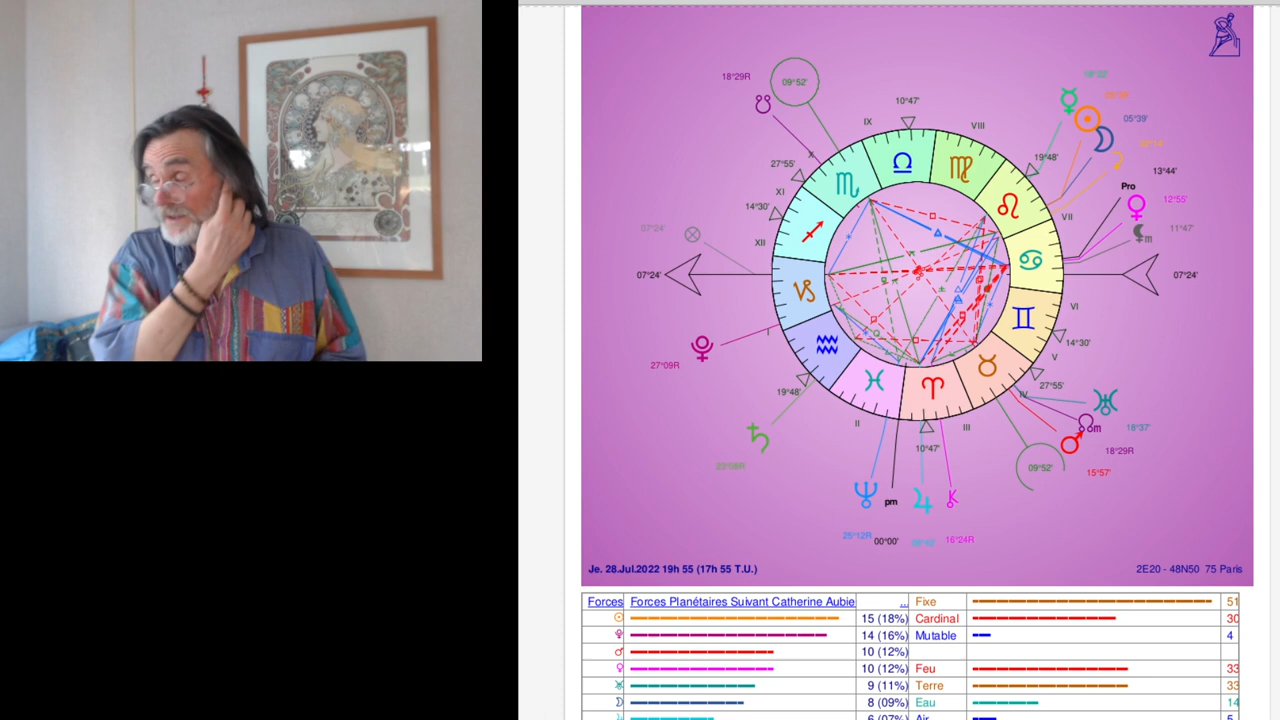 18°29R
09°52'
10°47'
IX
VIII
X
27°55'
XI
14°30'
XII
07°24'
07°24'
19°48'
05°39'
Pro
13°44'
12°55'
11°47'
VII
07°24'
VI
14°30'
V
27°55'
IV
m
m
18°37'
18°29R
15°57'
09°52'
III
10°47'
16°24R
pm
00°00'
25°12R
II
19°48'
I
27°09R
Je. 28.Jul.2022 19h 55 (17h 55 T.U.)
2E20 - 48N50 75 Paris
Forces Forces Planétaires Suivant Catherine Aubie ... Fixe 51
15 (18%) Cardinal 30
14 (16%) Mutable 4
10 (12%)
10 (12%) Feu 33
9 (11%) Terre 33
8 (09%) Eau 14
6 (07%) Air 5